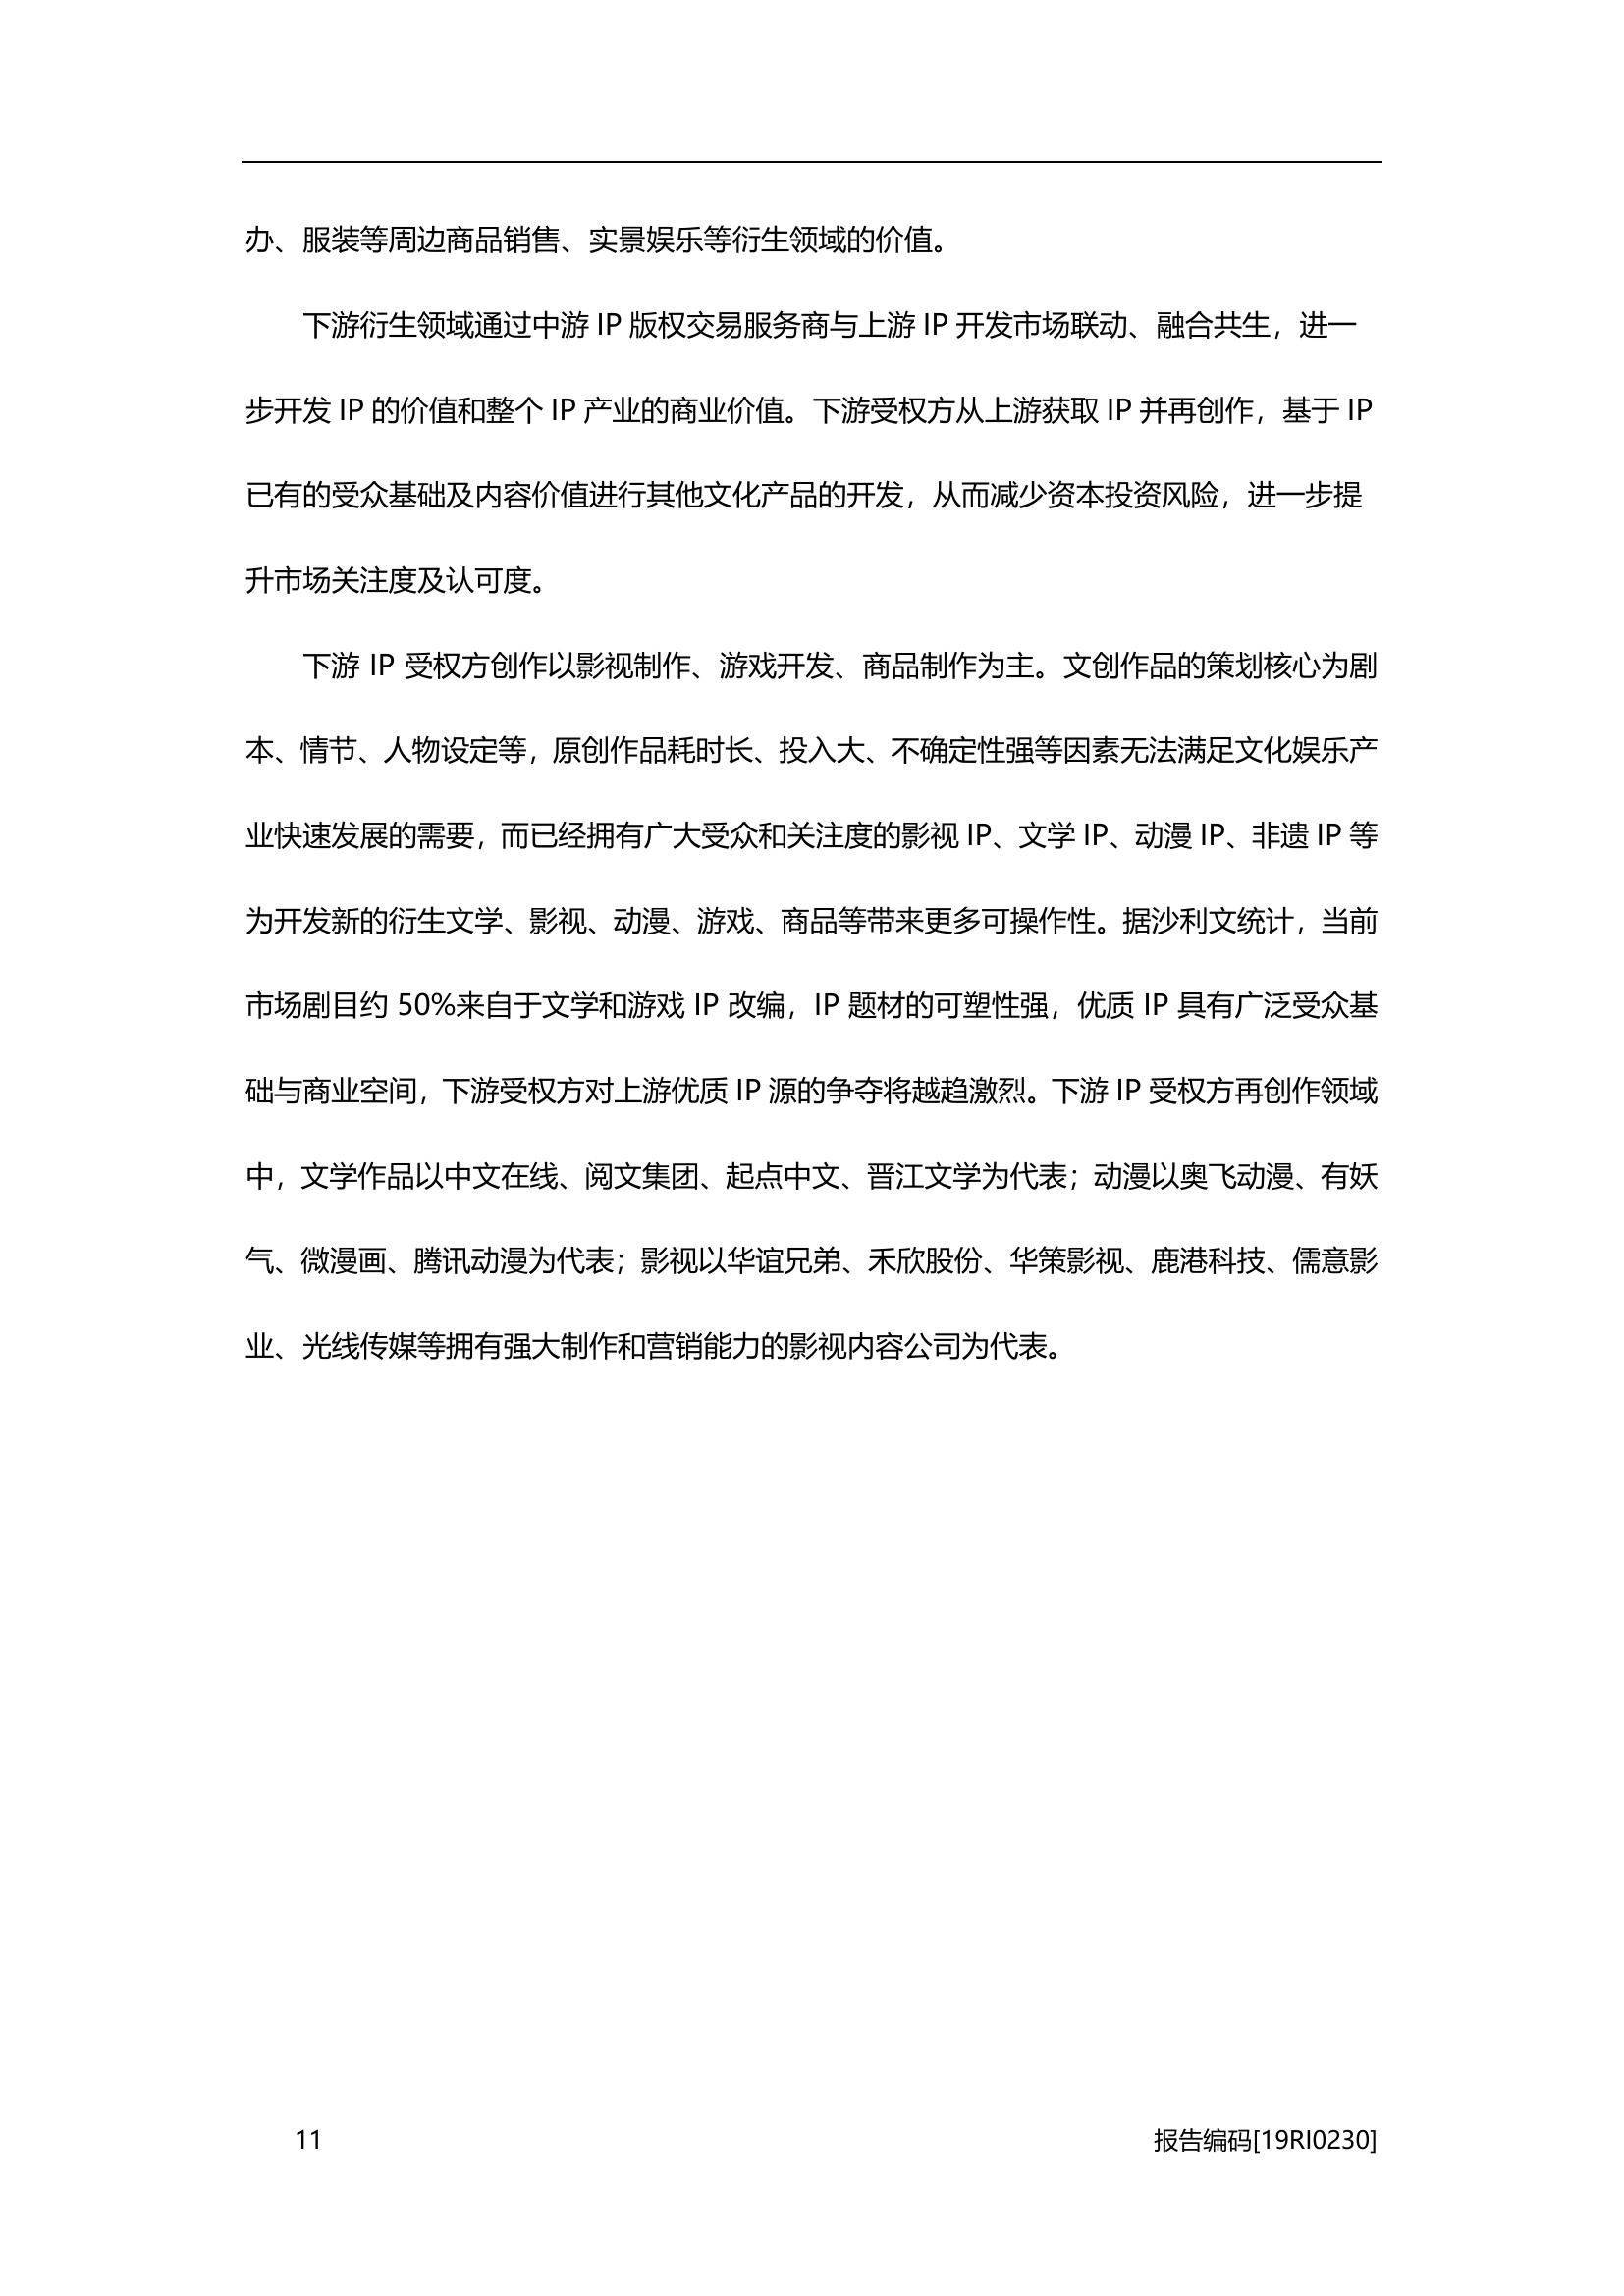 办、服装等周边商品销售、实景娱乐等衍生领域的价值。
下游衍生领域通过中游 IP 版权交易服务商与上游 IP 开发市场联动、融合共生，进一
步开发 IP 的价值和整个 IP 产业的商业价值。下游受权方从上游获取 IP 并再创作，基于 IP
已有的受众基础及内容价值进行其他文化产品的开发，从而减少资本投资风险，进一步提
升市场关注度及认可度。
下游 IP 受权方创作以影视制作、游戏开发、商品制作为主。文创作品的策划核心为剧
本、情节、人物设定等，原创作品耗时长、投入大、不确定性强等因素无法满足文化娱乐产
业快速发展的需要，而已经拥有广大受众和关注度的影视 IP、文学 IP、动漫 IP、非遗 IP 等
为开发新的衍生文学、影视、动漫、游戏、商品等带来更多可操作性。据沙利文统计，当前
市场剧目约 50%来自于文学和游戏 IP 改编，IP 题材的可塑性强，优质 IP 具有广泛受众基
础与商业空间，下游受权方对上游优质 IP 源的争夺将越趋激烈。下游 IP 受权方再创作领域
中，文学作品以中文在线、阅文集团、起点中文、晋江文学为代表；动漫以奥飞动漫、有妖
气、微漫画、腾讯动漫为代表；影视以华谊兄弟、禾欣股份、华策影视、鹿港科技、儒意影
业、光线传媒等拥有强大制作和营销能力的影视内容公司为代表。
11 报告编码[19RI0230]